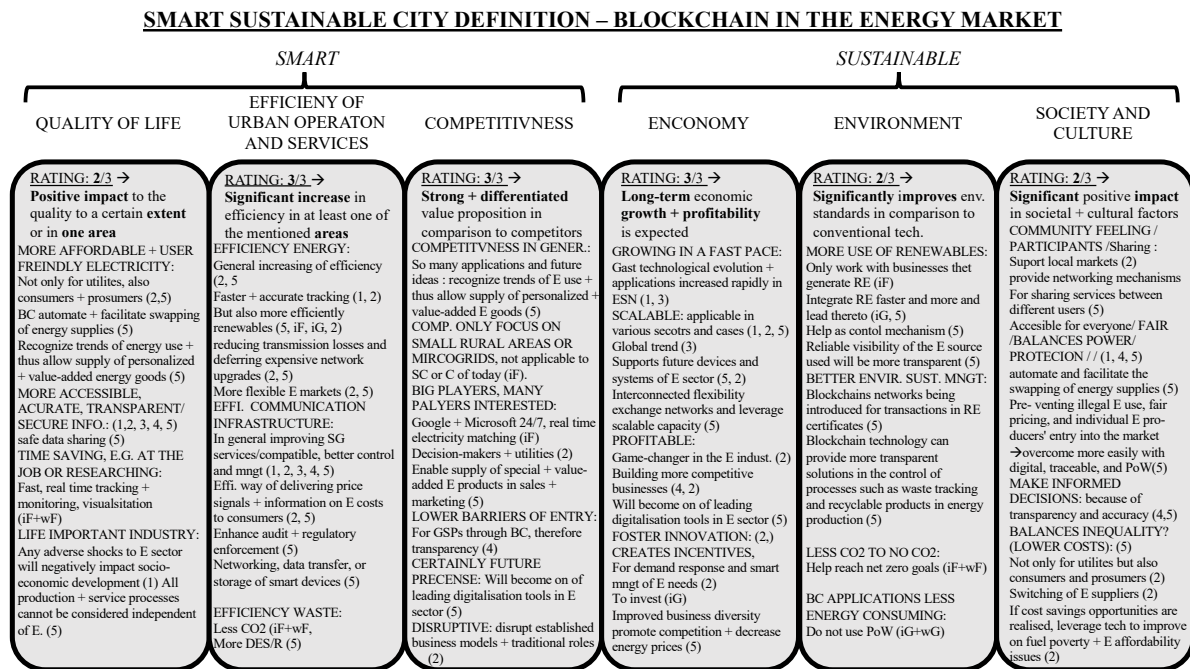 SMART SUSTAINABLE CITY DEFINITION – BLOCKCHAIN IN THE ENERGY MARKET
SMART
SUSTAINABLE
QUALITY OF LIFE
EFFICIENY OF
URBAN OPERATON
AND SERVICES
COMPETITIVNESS
ENCONOMY
ENVIRONMENT
SOCIETY AND
CULTURE
RATING: 2/3 →
Positive impact to the
quality to a certain extent
or in one area
MORE AFFORDABLE + USER
FREINDLY ELECTRICITY:
Not only for utilites, also
consumers + prosumers (2,5)
BC automate + facilitate swapping
of energy supplies (5)
Recognize trends of energy use +
thus allow supply of personalized
+ value-added energy goods (5)
MORE ACCESSIBLE,
ACURATE, TRANSPARENT/
SECURE INFO.: (1,2, 3, 4, 5)
safe data sharing (5)
TIME SAVING, E.G. AT THE
JOB OR RESEARCHING:
Fast, real time tracking +
monitoring, visualsitation
(iF+wF)
LIFE IMPORTANT INDUSTRY:
Any adverse shocks to E sector
will negatively impact socio-
economic development (1) All
production + service processes
cannot be considered independent
of E. (5)
RATING: 3/3 →
Significant increase in
efficiency in at least one of
the mentioned areas
EFFICIENCY ENERGY:
General increasing of efficiency
(2, 5
Faster + accurate tracking (1, 2)
But also more efficiently
renewables (5, iF, iG, 2)
reducing transmission losses and
deferring expensive network
upgrades (2, 5)
More flexible E markets (2, 5)
EFFI. COMMUNICATION
INFRASTRUCTURE:
In general improving SG
services/compatible, better control
and mngt (1, 2, 3, 4, 5)
Effi. way of delivering price
signals + information on E costs
to consumers (2, 5)
Enhance audit + regulatory
enforcement (5)
Networking, data transfer, or
storage of smart devices (5)
EFFICIENCY WASTE:
Less CO2 (iF+wF,
More DES/R (5)
RATING: 3/3 →
Strong + differentiated
value proposition in
comparison to competitors
COMPETITVNESS IN GENER.:
So many applications and future
ideas : recognize trends of E use +
thus allow supply of personalized +
value-added E goods (5)
COMP. ONLY FOCUS ON
SMALL RURAL AREAS OR
MIRCOGRIDS, not applicable to
SC or C of today (iF).
BIG PLAYERS, MANY
PALYERS INTERESTED:
Google + Microsoft 24/7, real time
electricity matching (iF)
Decision-makers + utilities (2)
Enable supply of special + value-
added E products in sales +
marketing (5)
LOWER BARRIERS OF ENTRY:
For GSPs through BC, therefore
transparency (4)
CERTAINLY FUTURE
PRECENSE: Will become on of
leading digitalisation tools in E
sector (5)
DISRUPTIVE: disrupt established
business models + traditional roles
(2)
RATING: 3/3 →
Long-term economic
growth + profitability
is expected
GROWING IN A FAST PACE:
Gast technological evolution +
applications increased rapidly in
ESN (1, 3)
SCALABLE: applicable in
various secotrs and cases (1, 2, 5)
Global trend (3)
Supports future devices and
systems of E sector (5, 2)
Interconnected flexibility
exchange networks and leverage
scalable capacity (5)
PROFITABLE:
Game-changer in the E indust. (2)
Building more competitive
businesses (4, 2)
Will become on of leading
digitalisation tools in E sector (5)
FOSTER INNOVATION: (2,)
CREATES INCENTIVES,
For demand response and smart
mngt of E needs (2)
To invest (iG)
Improved business diversity
promote competition + decrease
energy prices (5)
RATING: 2/3 →
Significantly improves env.
standards in comparison to
conventional tech.
MORE USE OF RENEWABLES:
Only work with businesses thet
generate RE (iF)
Integrate RE faster and more and
lead thereto (iG, 5)
Help as contol mechanism (5)
Reliable visibility of the E source
used will be more transparent (5)
BETTER ENVIR. SUST. MNGT:
Blockchains networks being
introduced for transactions in RE
certificates (5)
Blockchain technology can
provide more transparent
solutions in the control of
processes such as waste tracking
and recyclable products in energy
production (5)
LESS CO2 TO NO CO2:
Help reach net zero goals (iF+wF)
BC APPLICATIONS LESS
ENERGY CONSUMING:
Do not use PoW (iG+wG)
RATING: 2/3 →
Significant positive impact
in societal + cultural factors
COMMUNITY FEELING /
PARTICIPANTS /Sharing :
Suport local markets (2)
provide networking mechanisms
For sharing services between
different users (5)
Accesible for everyone/ FAIR
/BALANCES POWER/
PROTECION // (1, 4, 5)
automate and facilitate the
swapping of energy supplies (5)
Pre- venting illegal E use, fair
pricing, and individual E pro-
ducers' entry into the market
→overcome more easily with
digital, traceable, and PoW(5)
MAKE INFORMED
DECISIONS: because of
transparency and accuracy (4,5)
BALANCES INEQUALITY?
(LOWER COSTS): (5)
Not only for utilites but also
consumers and prosumers (2)
Switching of E suppliers (2)
If cost savings opportunities are
realised, leverage tech to improve
on fuel poverty + E affordability
issues (2)